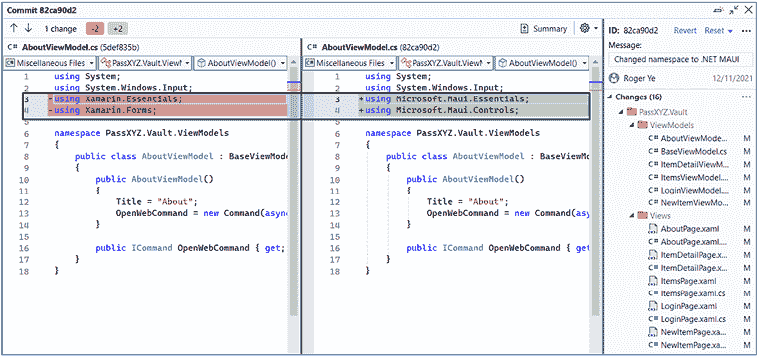 Commit 82ca90d2
1 change -2 +2 Summary
AboutViewModel.cs (5def835b)
Miscellaneous Files PassXYZ.Vault.View AboutViewModel()
1 using System;
2 using System.Windows.Input;
3 -using Xamarin.Essentials;
4 -using Xamarin.Forms;
5
6 namespace PassXYZ.Vault.ViewModels
7 {
8 public class AboutViewModel : BaseViewMode
9 {
10 public AboutViewModel()
11 {
12 Title = "About";
13 OpenWebCommand = new Command(asyn
14 }
15
16 public ICommand OpenWebCommand { get;
17 }
18 }
AboutViewModel.cs (82ca90d2)
Miscellaneous Files PassXYZ.Vault.View AboutViewModel()
1 using System;
2 using System.Windows.Input;
3 +using Microsoft.Maui.Essentials;
4 +using Microsoft.Maui.Controls;
5
6 namespace PassXYZ.Vault.ViewModels
7 {
8 public class AboutViewModel : BaseViewMod
9 {
10 public AboutViewModel()
11 {
12 Title = "About";
13 OpenWebCommand = new Command(asy
14 }
15
16 public ICommand OpenWebCommand { get
17 }
18 }
ID: 82ca90d2 Revert Reset ...
Message:
Changed namespace to .NET MAUI
Roger Ye 12/11/2021
Changes (16) ...
PassXYZ.Vault
ViewModels
C# AboutViewMode... M
C# BaseViewModel.cs M
C# ItemDetailViewM... M
C# ItemsViewModel... M
C# LoginViewModel... M
C# NewItemViewMo... M
Views
AboutPage.xaml M
C# AboutPage.xaml... M
ItemDetailPage.x... M
C# ItemDetailPage.x... M
ItemsPage.xaml M
C# ItemsPage.xaml.cs M
LoginPage.xaml M
C# LoginPage.xaml.cs M
NewItemPage.xa... M
C# NewItemPage.xa... M